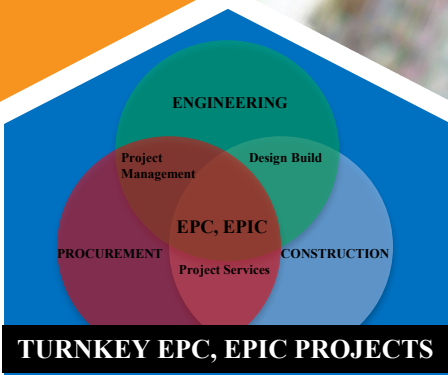 ENGINEERING
Project
Management
Design Build
EPC, EPIC
PROCUREMENT
CONSTRUCTION
Project Services
TURNKEY EPC, EPIC PROJECTS